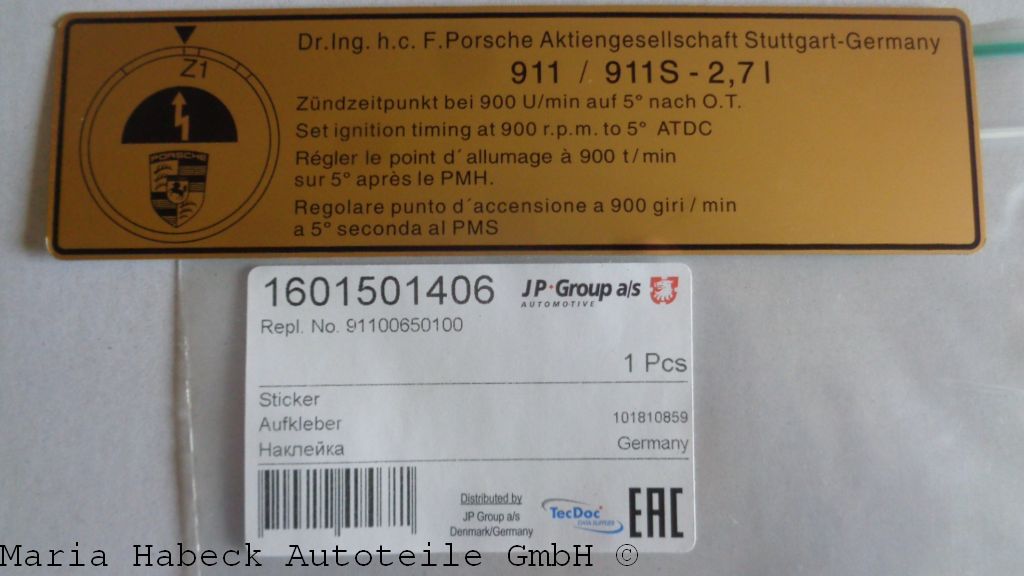 Dr.Ing. h.c. F.Porsche Aktiengesellschaft Stuttgart-Germany
911 / 911S - 2,7 l
Z1
Zündzeitpunkt bei 900 U/min auf 5° nach O.T.
Set ignition timing at 900 r.p.m. to 5° ATDC
Régler le point d´allumage à 900 t/min
sur 5° après le PMH.
Regolare punto d´accensione a 900 giri / min
a 5° seconda al PMS
PORSCHE
1601501406
JP Group a/s
AUTOMOTIVE
Repl. No. 91100650100
1 Pcs
Sticker
Aufkleber
101810859
Наклейка
Germany
Distributed by
JP Group a/s
Denmark/Germany
TecDoc
DATA SUPPLIER
EAC
Maria Habeck Autoteile GmbH ©